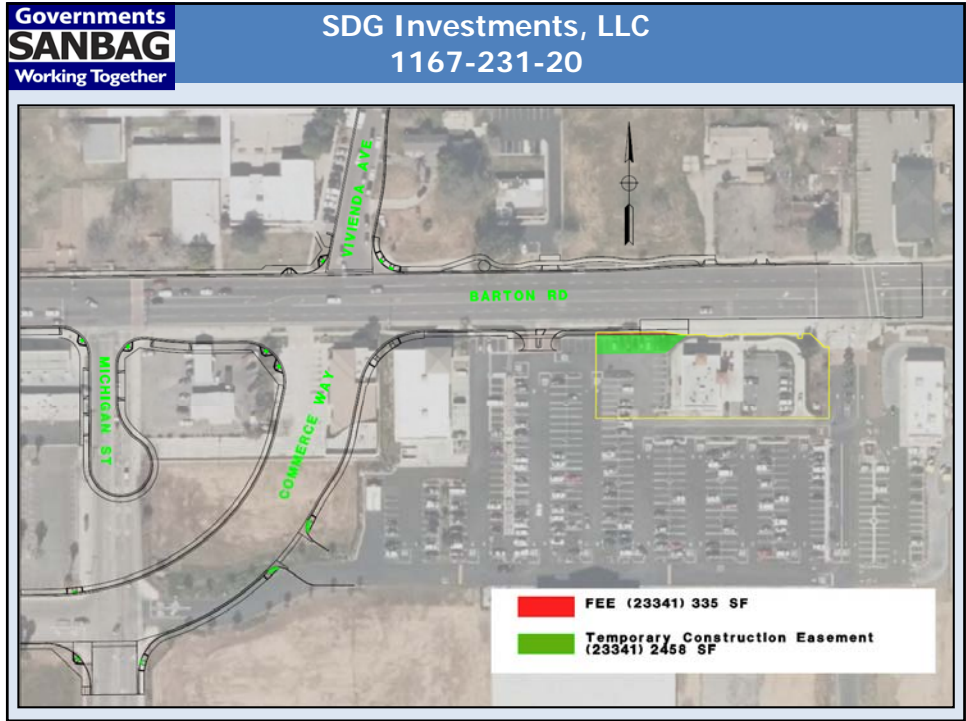 Governments
SANBAG
Working Together
SDG Investments, LLC
1167-231-20
VIVIENDA AVE
BARTON RD
MICHIGAN ST
COMMERCE WAY
FEE (23341) 335 SF
Temporary Construction Easement
(23341) 2458 SF